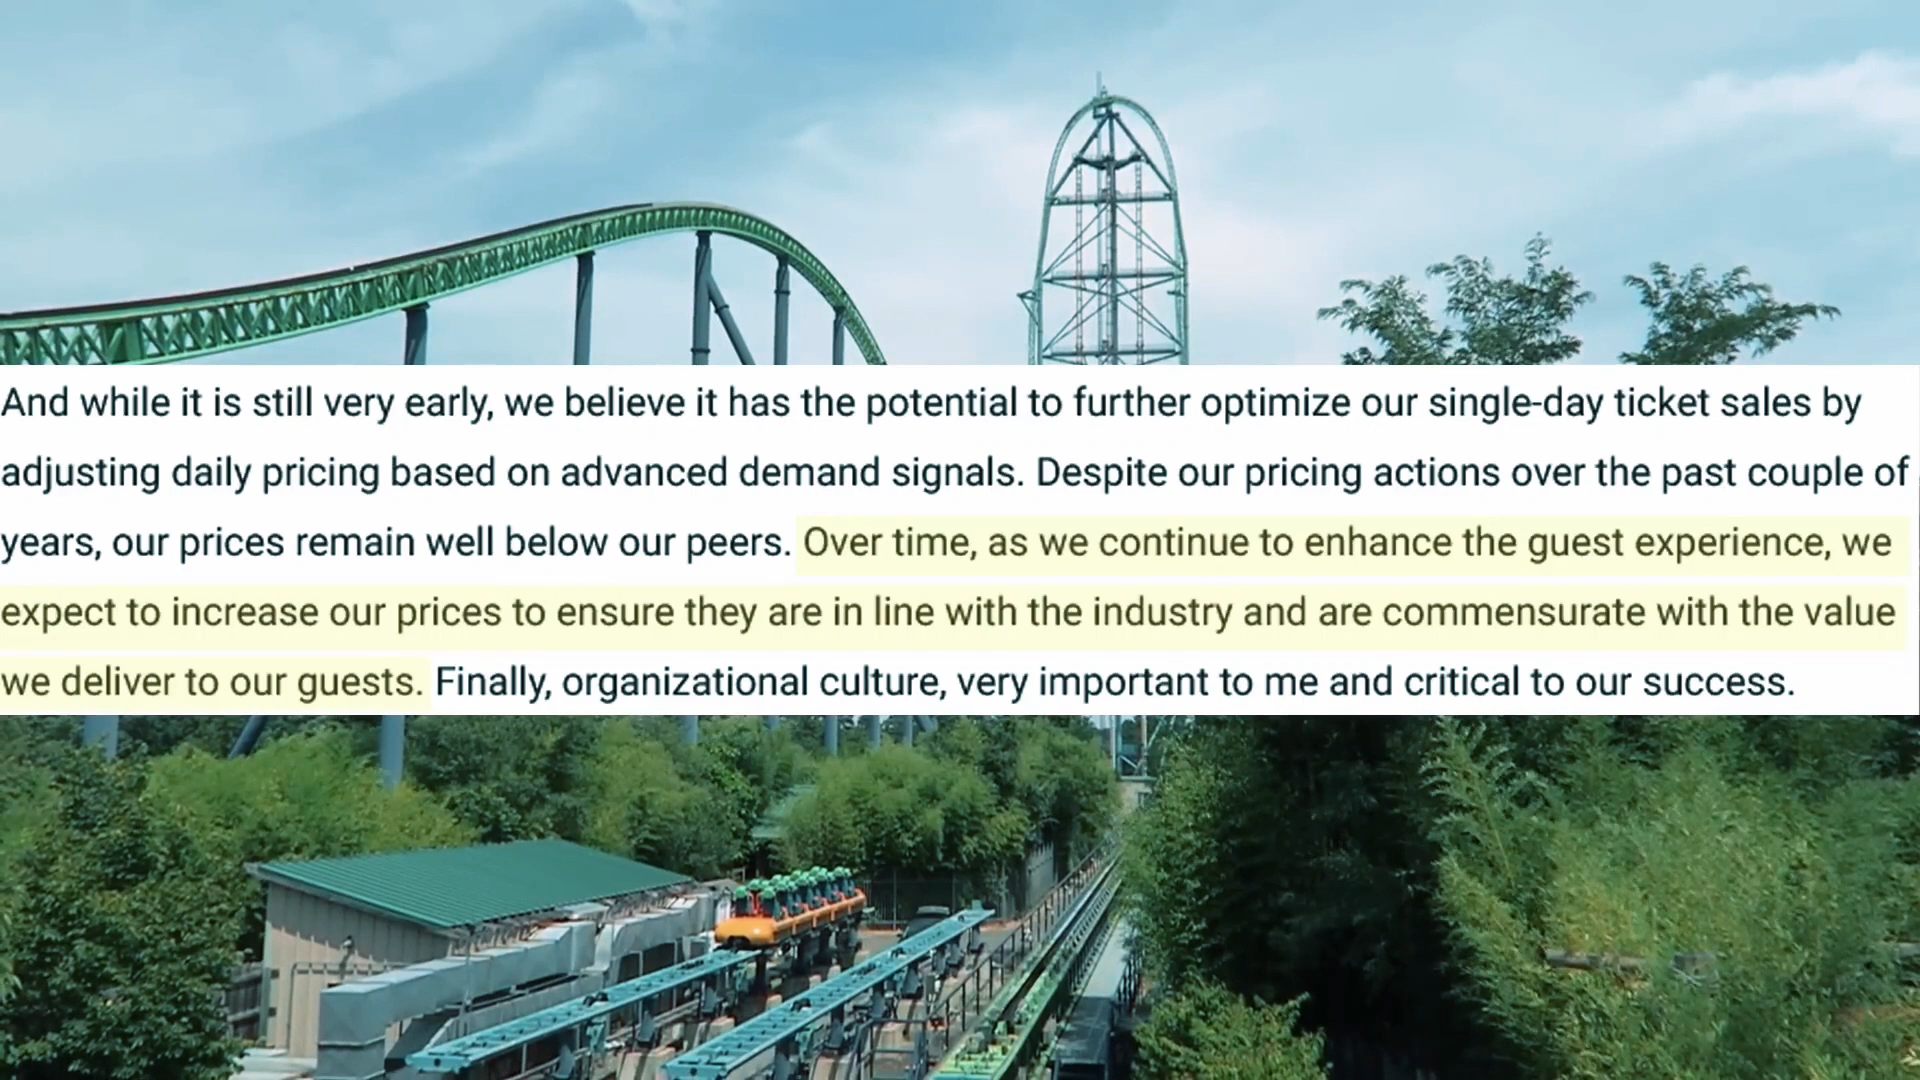 And while it is still very early, we believe it has the potential to further optimize our single-day ticket sales by
adjusting daily pricing based on advanced demand signals. Despite our pricing actions over the past couple of
years, our prices remain well below our peers. Over time, as we continue to enhance the guest experience, we
expect to increase our prices to ensure they are in line with the industry and are commensurate with the value
we deliver to our guests. Finally, organizational culture, very important to me and critical to our success.